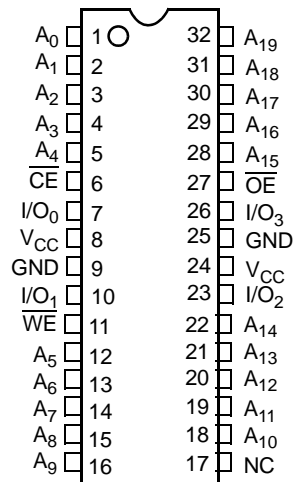 A0 1 32 A19
A1 2 31 A18
A2 3 30 A17
A3 4 29 A16
A4 5 28 A15
CE 6 27 OE
I/O0 7 26 I/O3
VCC 8 25 GND
GND 9 24 VCC
I/O1 10 23 I/O2
WE 11 22 A14
A5 12 21 A13
A6 13 20 A12
A7 14 19 A11
A8 15 18 A10
A9 16 17 NC